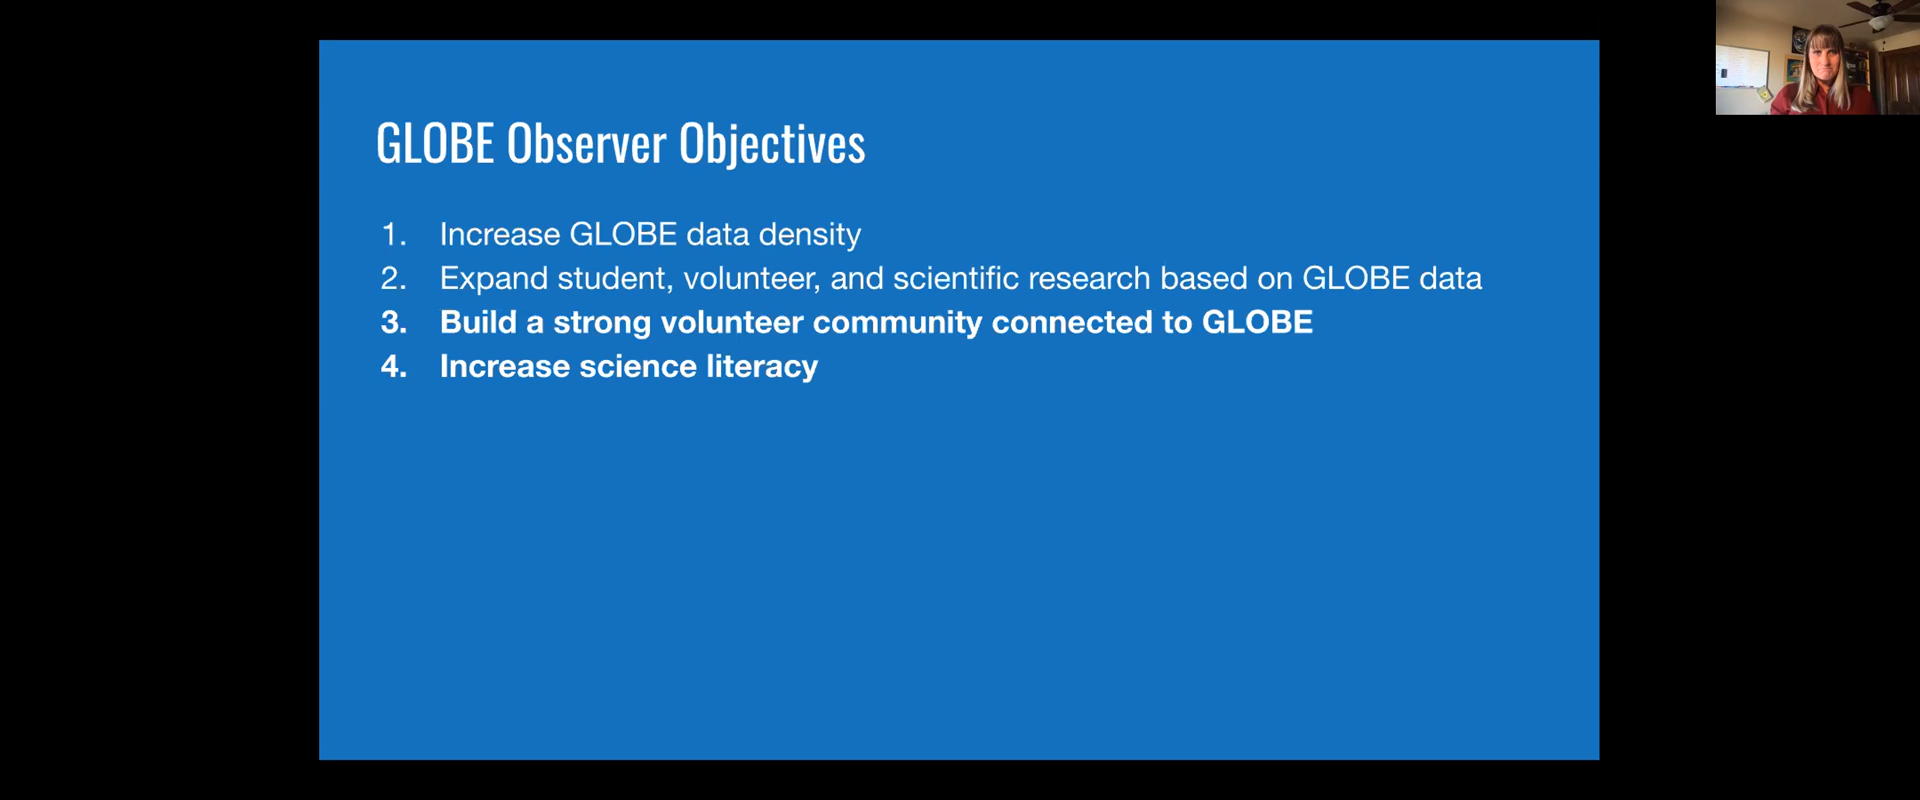 GLOBE Observer Objectives
1. Increase GLOBE data density
2. Expand student, volunteer, and scientific research based on GLOBE data
3. Build a strong volunteer community connected to GLOBE
4. Increase science literacy